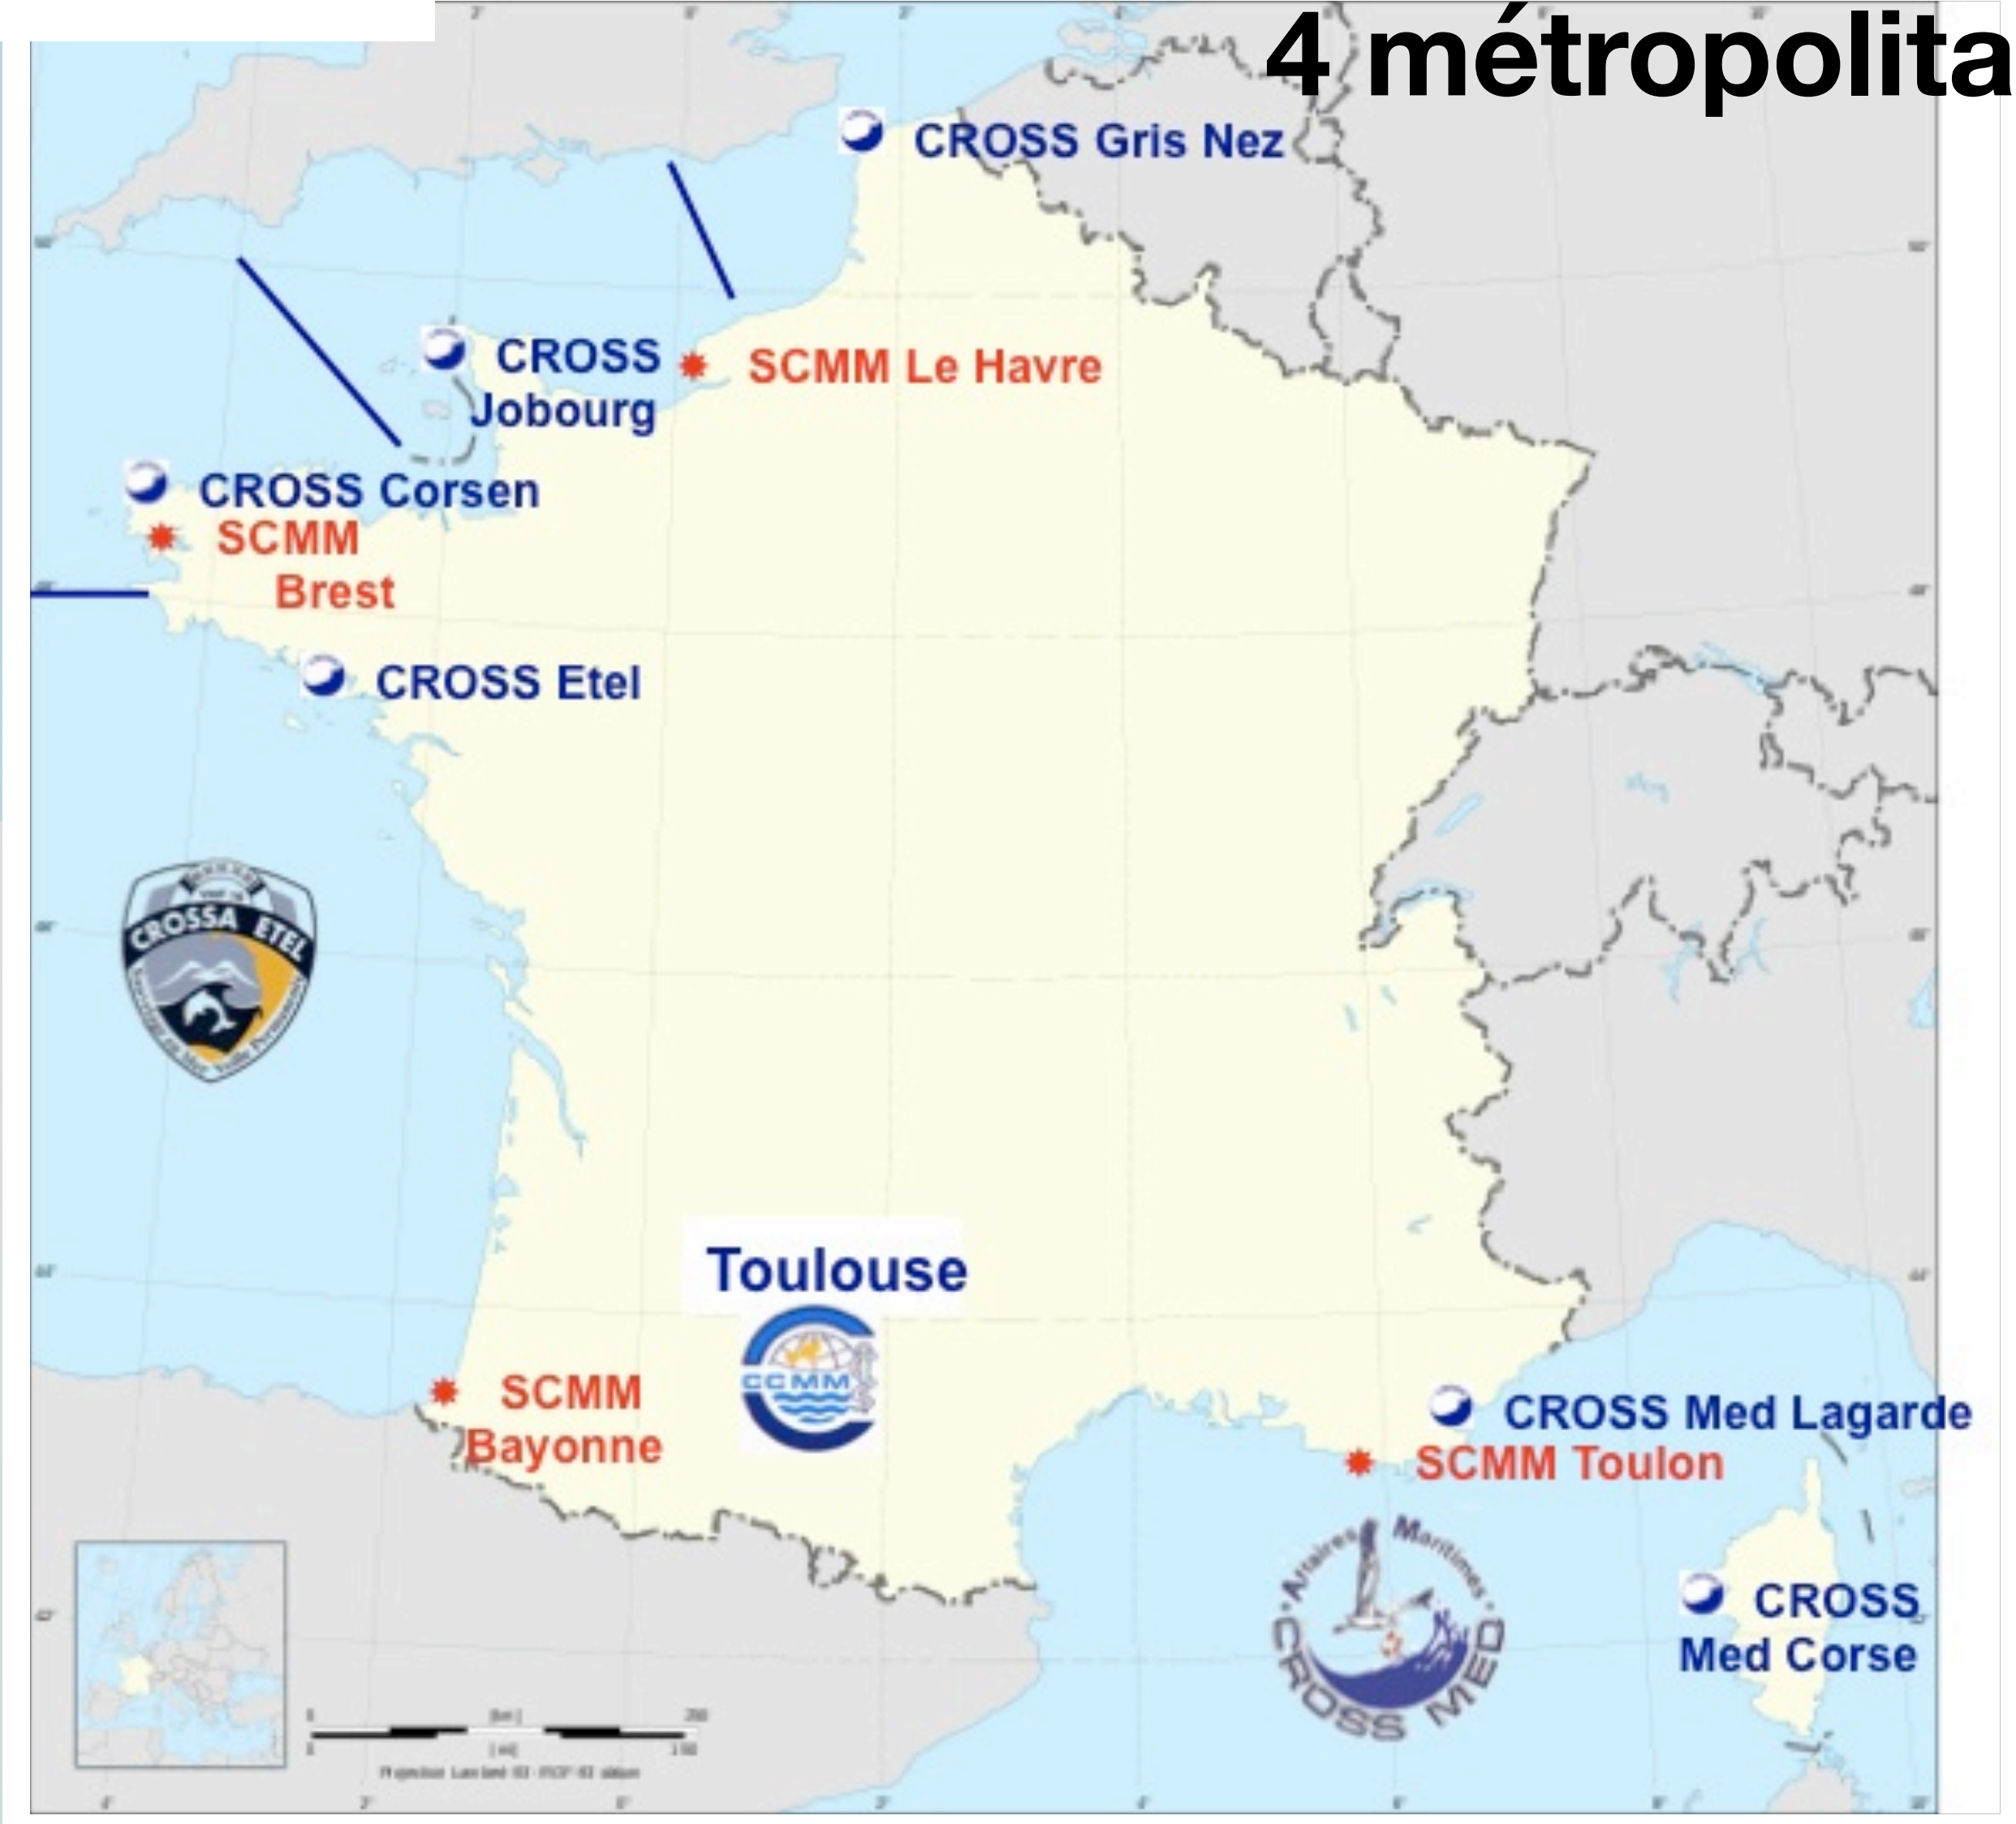 4 métropolita
CROSS Gris Nez
CROSS
Jobourg
SCMM Le Havre
CROSS Corsen
SCMM
Brest
CROSS Etel
CROSSA ETEL
Toulouse
CCMM
SCMM
Bayonne
CROSS Med Lagarde
SCMM Toulon
Affaires Maritimes
CROSS MED
CROSS
Med Corse